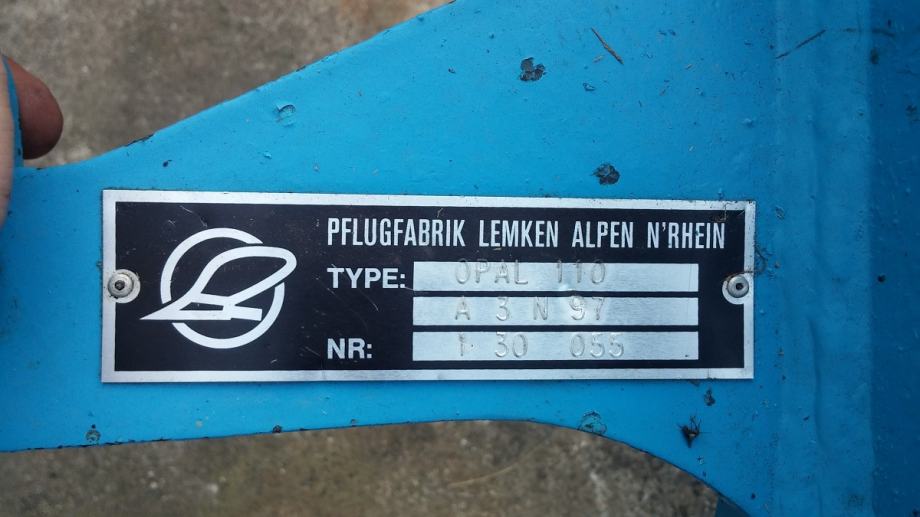 PFLUGFABRIK LEMKEN ALPEN N'RHEIN
TYPE: OPAL 110
A 3 N 97
NR: 1 30 055